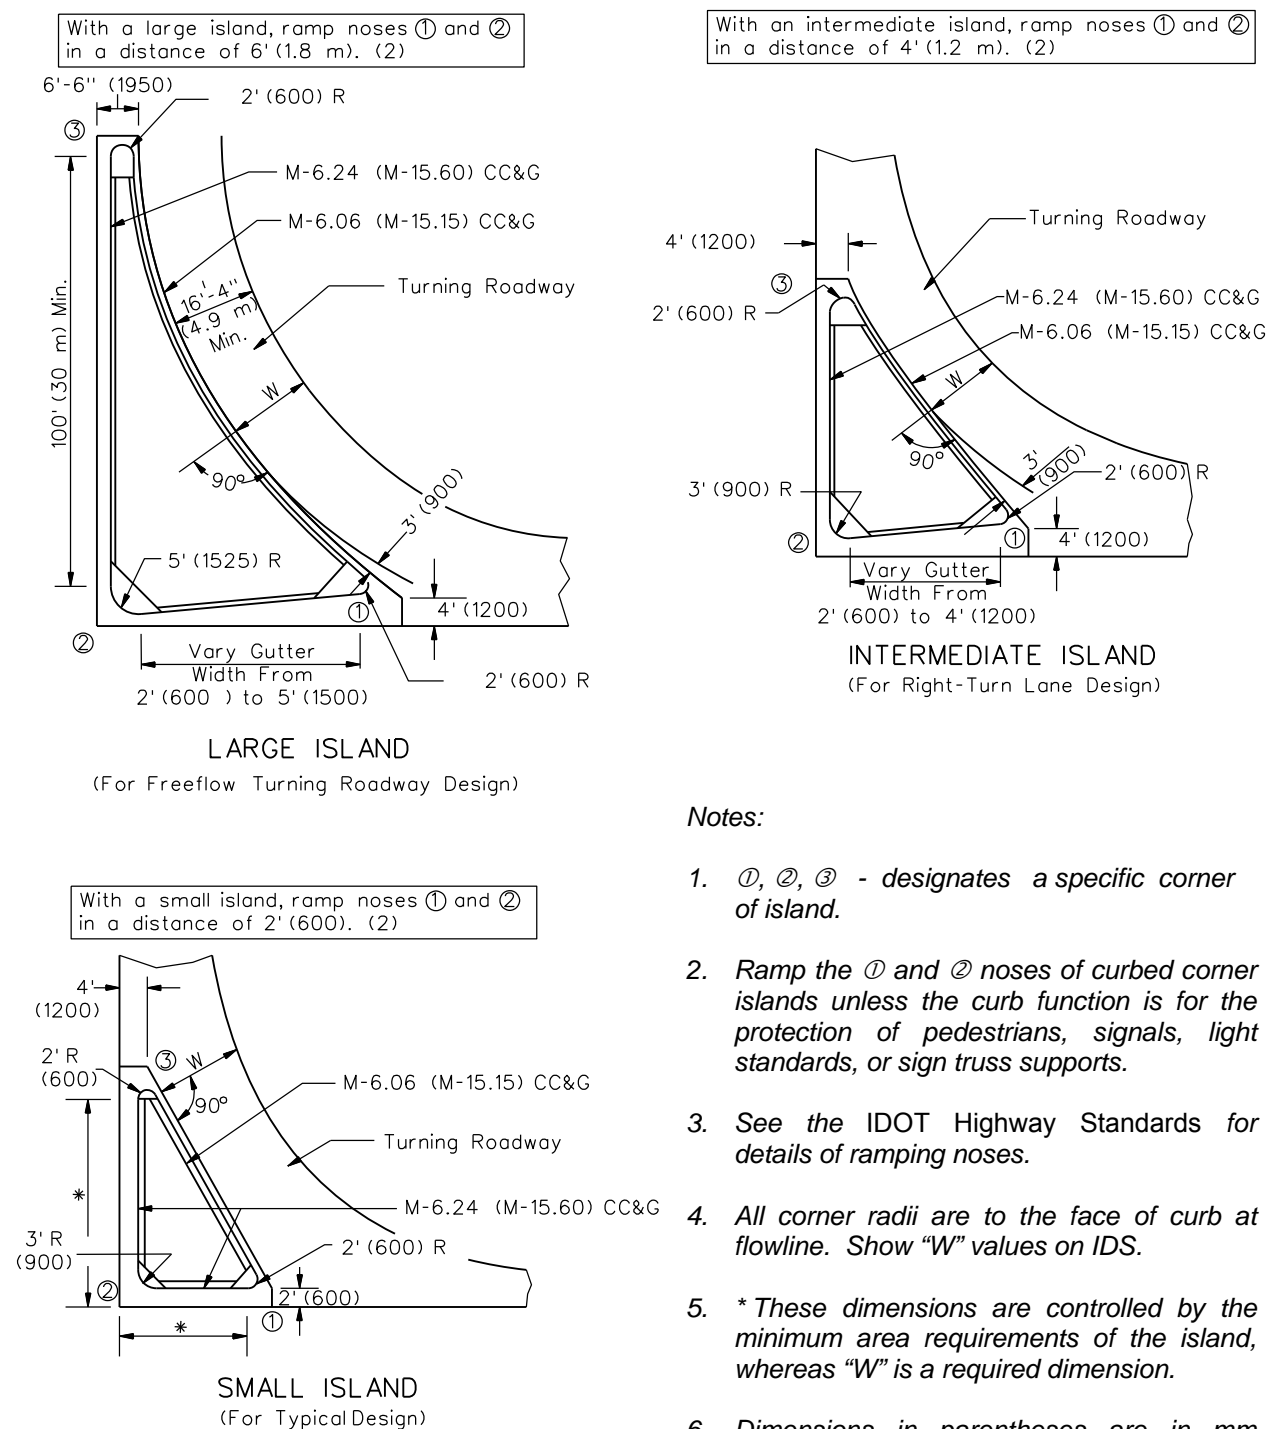 With a large island, ramp noses ① and ②
in a distance of 6' (1.8 m). (2)
6'-6" (1950)
2' (600) R
③
M-6.24 (M-15.60) CC&G
M-6.06 (M-15.15) CC&G
Turning Roadway
16'-4"
(4.9 m)
Min.
100' (30 m) Min.
W
90°
3' (900)
5' (1525) R
①
4' (1200)
②
Vary Gutter
Width From
2' (600 ) to 5' (1500)
2' (600) R
LARGE ISLAND
(For Freeflow Turning Roadway Design)
With an intermediate island, ramp noses ① and ②
in a distance of 4' (1.2 m). (2)
Turning Roadway
4' (1200)
③
2' (600) R
M-6.24 (M-15.60) CC&G
M-6.06 (M-15.15) CC&G
W
90°
3'
(900)
2' (600) R
3' (900) R
②
①
4' (1200)
Vary Gutter
Width From
2' (600) to 4' (1200)
INTERMEDIATE ISLAND
(For Right-Turn Lane Design)
With a small island, ramp noses ① and ②
in a distance of 2' (600). (2)
4'
(1200)
2' R
(600)
③
W
90°
M-6.06 (M-15.15) CC&G
Turning Roadway
*
M-6.24 (M-15.60) CC&G
3' R
(900)
2' (600) R
②
2' (600)
*
①
SMALL ISLAND
(For Typical Design)
Notes:
1. ①, ②, ③ - designates a specific corner
of island.
2. Ramp the ① and ② noses of curbed corner
islands unless the curb function is for the
protection of pedestrians, signals, light
standards, or sign truss supports.
3. See the IDOT Highway Standards for
details of ramping noses.
4. All corner radii are to the face of curb at
flowline. Show “W” values on IDS.
5. * These dimensions are controlled by the
minimum area requirements of the island,
whereas “W” is a required dimension.
6. Dimensions in parentheses are in mm